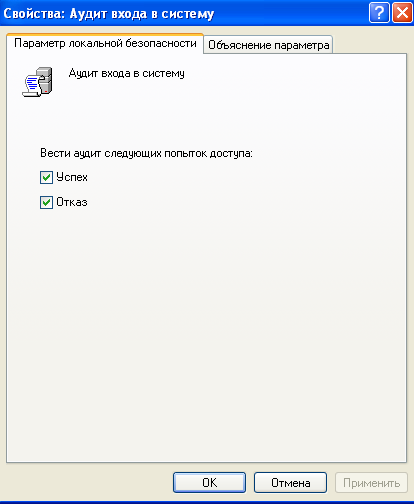 Свойства: Аудит входа в систему
Параметр локальной безопасности Объяснение параметра
Аудит входа в систему
Вести аудит следующих попыток доступа:
Успех
Отказ
OK Отмена Применить